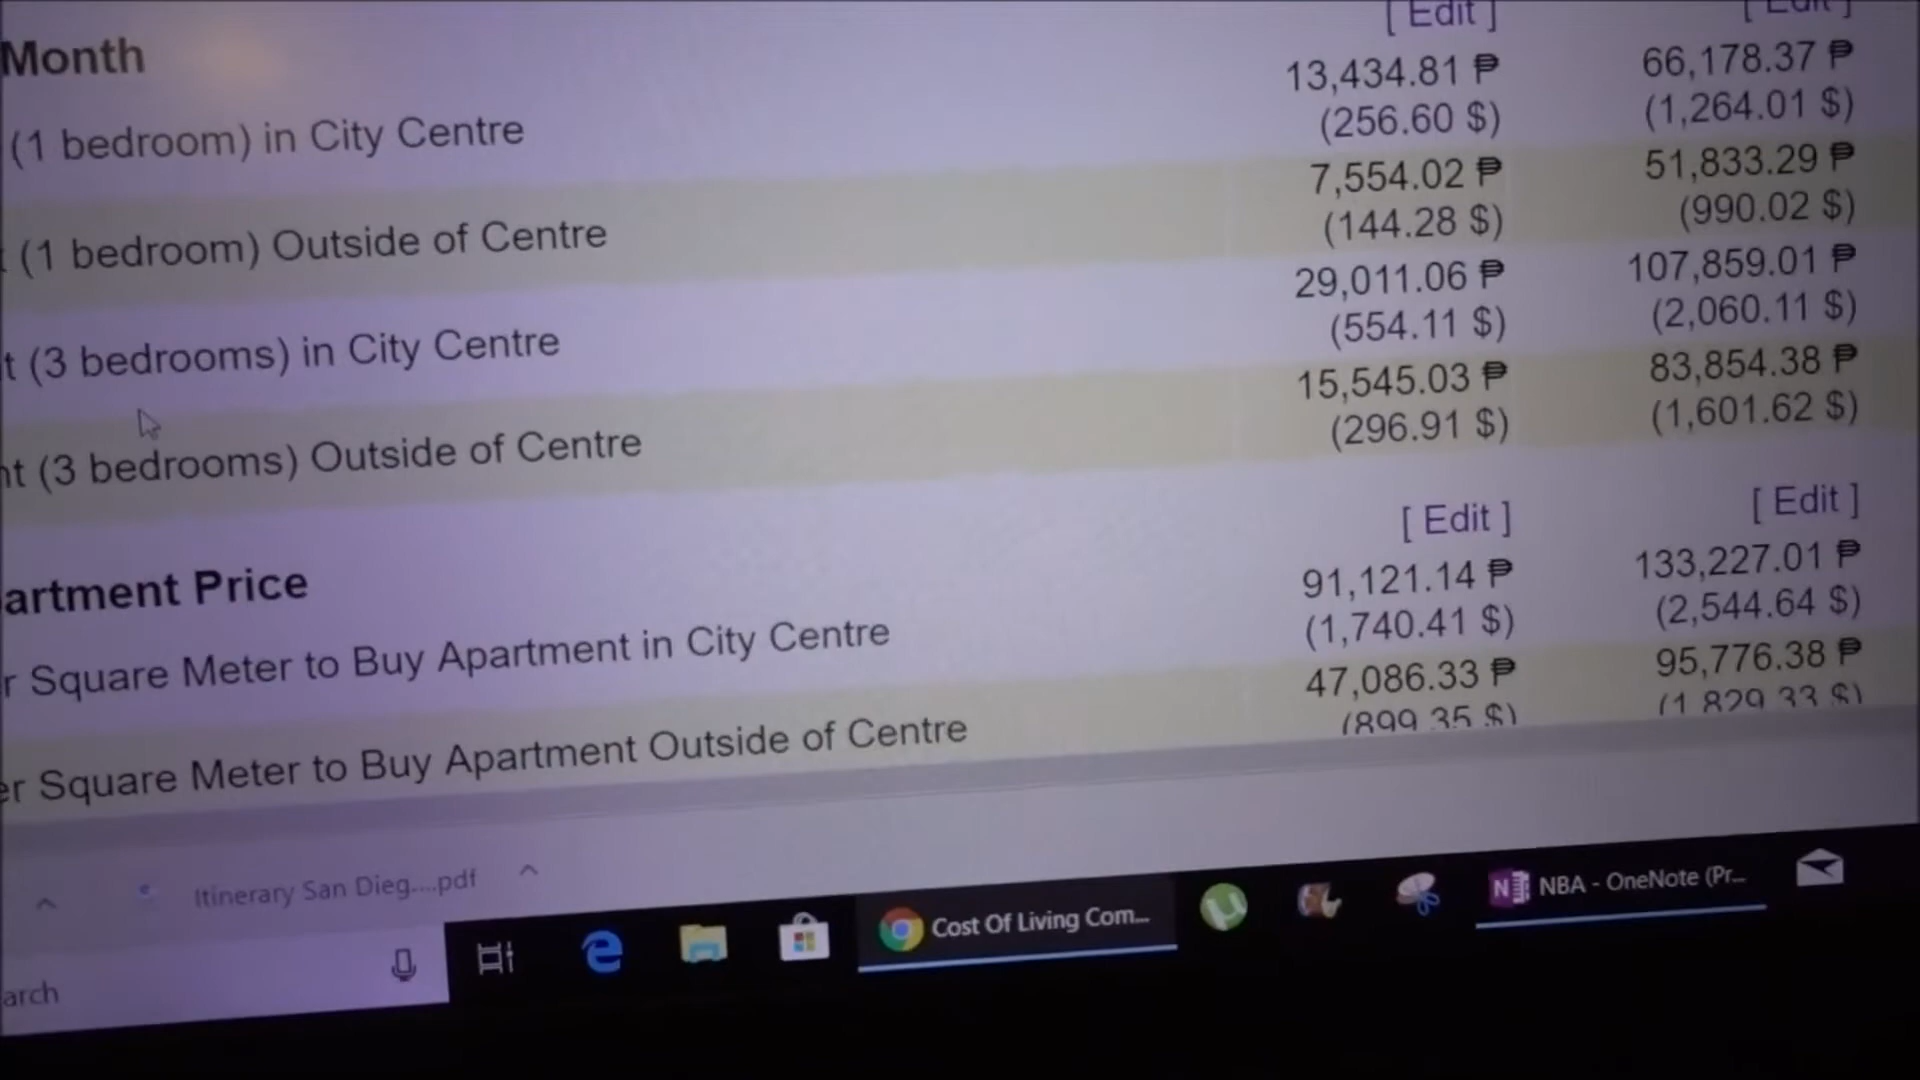 [ Edit ] [ Edit ]
Month
(1 bedroom) in City Centre 13,434.81 ₱ 66,178.37 ₱
(256.60 $) (1,264.01 $)
(1 bedroom) Outside of Centre 7,554.02 ₱ 51,833.29 ₱
(144.28 $) (990.02 $)
t (3 bedrooms) in City Centre 29,011.06 ₱ 107,859.01 ₱
(554.11 $) (2,060.11 $)
nt (3 bedrooms) Outside of Centre 15,545.03 ₱ 83,854.38 ₱
(296.91 $) (1,601.62 $)
[ Edit ] [ Edit ]
artment Price
r Square Meter to Buy Apartment in City Centre 91,121.14 ₱ 133,227.01 ₱
(1,740.41 $) (2,544.64 $)
er Square Meter to Buy Apartment Outside of Centre 47,086.33 ₱ 95,776.38 ₱
(899.35 $) (1,829.33 $)
Itinerary San Dieg....pdf
arch
Cost Of Living Com...
NBA - OneNote (Pr...